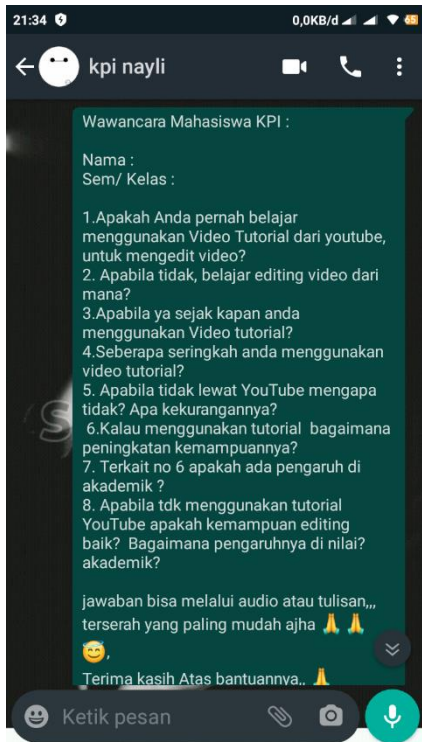 21:34 0,0KB/d 65
kpi nayli
Wawancara Mahasiswa KPI :
Nama :
Sem/ Kelas :
1.Apakah Anda pernah belajar
menggunakan Video Tutorial dari youtube,
untuk mengedit video?
2. Apabila tidak, belajar editing video dari
mana?
3.Apabila ya sejak kapan anda
menggunakan Video tutorial?
4.Seberapa seringkah anda menggunakan
video tutorial?
5. Apabila tidak lewat YouTube mengapa
tidak? Apa kekurangannya?
6.Kalau menggunakan tutorial bagaimana
peningkatan kemampuannya?
7. Terkait no 6 apakah ada pengaruh di
akademik ?
8. Apabila tdk menggunakan tutorial
YouTube apakah kemampuan editing
baik? Bagaimana pengaruhnya di nilai?
akademik?
jawaban bisa melalui audio atau tulisan,,,
terserah yang paling mudah ajha 🙏 🙏
😅,
Terima kasih Atas bantuannya.. 🙏
Ketik pesan